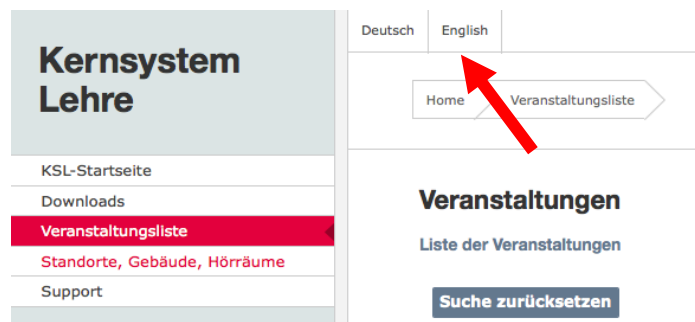 Kernsystem
Lehre
KSL-Startseite
Downloads
Veranstaltungsliste
Standorte, Gebäude, Hörräume
Support
Deutsch English
Home Veranstaltungsliste
Veranstaltungen
Liste der Veranstaltungen
Suche zurücksetzen